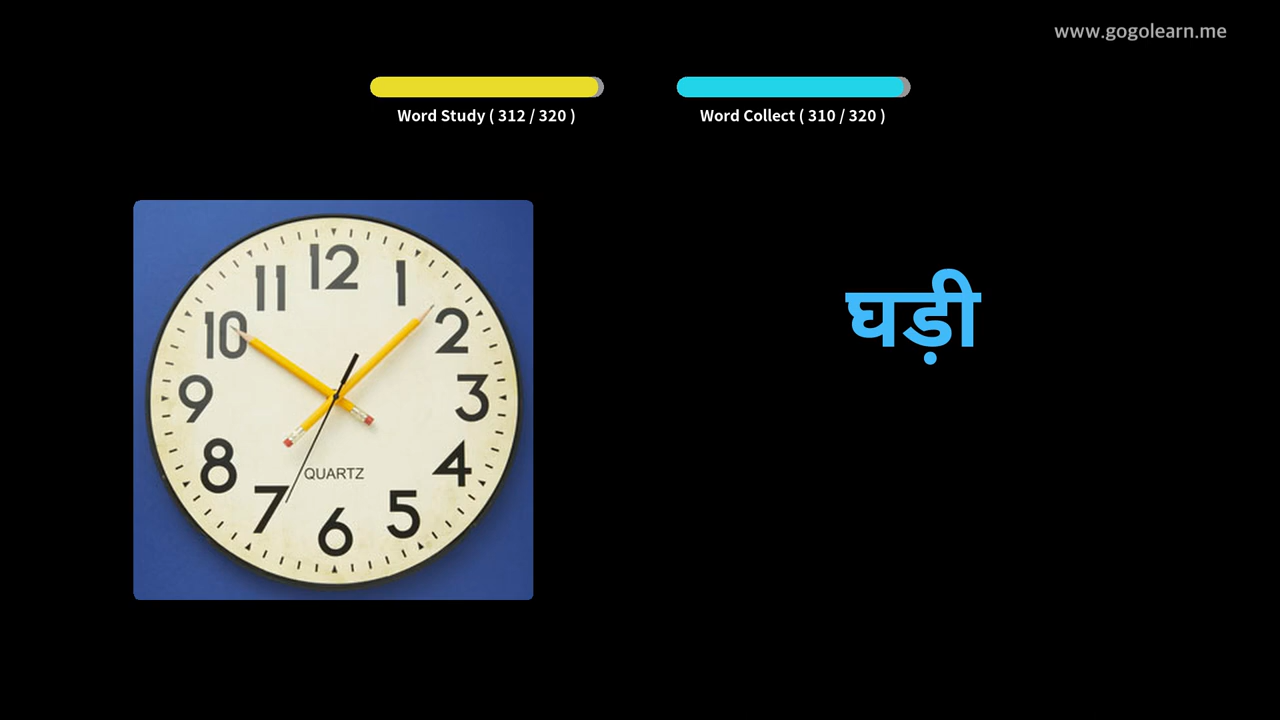 www.gogolearn.me
Word Study ( 312 / 320 )
Word Collect ( 310 / 320 )
घड़ी
12
1
2
3
4
5
6
7
8
9
10
11
QUARTZ